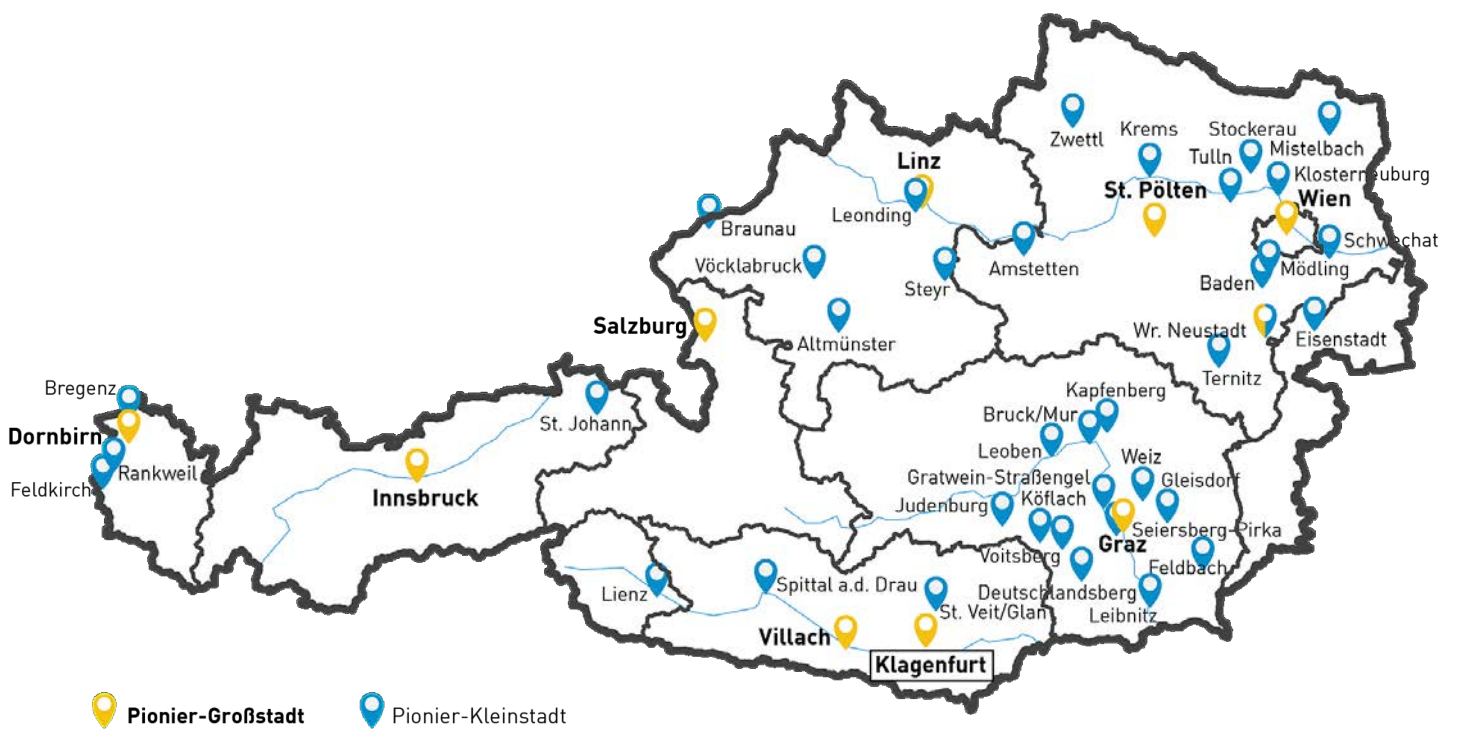 Zwettl
Krems
Stockerau
Mistelbach
Tulln
Klosterneuburg
Linz
St. Pölten
Wien
Leonding
Braunau
Schwechat
Vöcklabruck
Amstetten
Mödling
Steyr
Baden
Salzburg
Wr. Neustadt
Altmünster
Eisenstadt
Ternitz
Bregenz
Kapfenberg
St. Johann
Bruck/Mur
Dornbirn
Leoben
Weiz
Rankweil
Gratwein-Straßengel
Gleisdorf
Feldkirch
Innsbruck
Judenburg
Köflach
Seiersberg-Pirka
Graz
Voitsberg
Feldbach
Lienz
Spittal a.d. Drau
Deutschlandsberg
St. Veit/Glan
Leibnitz
Villach
Klagenfurt
Pionier-Großstadt
Pionier-Kleinstadt